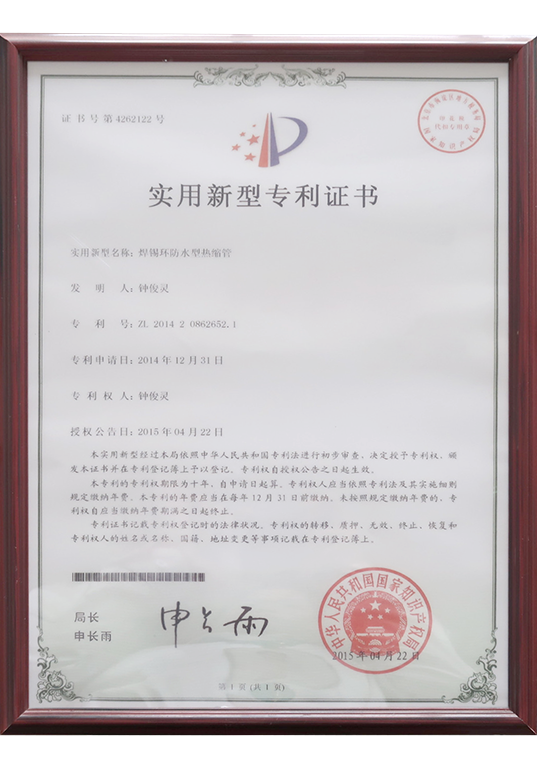 证书号第4262122号
实用新型专利证书
实用新型名称：焊锡环防水型热缩管
发明人：钟俊灵
专利号：ZL 2014 2 0862652.1
专利申请日：2014年12月31日
专利权人：钟俊灵
授权公告日：2015年04月22日
本实用新型经过本局依照中华人民共和国专利法进行初步审查，决定授予专利权，颁
发本证书并在专利登记簿上予以登记。专利权自授权公告之日起生效。
本专利的专利权期限为十年，自申请日起算。专利权人应当依照专利法及其实施细则
规定缴纳年费。本专利的年费应当在每年12月31日前缴纳。未按照规定缴纳年费的，专
利权自应当缴纳年费期满之日起终止。
专利证书记载专利权登记时的法律状况。专利权的转移、质押、无效、终止、恢复和
专利权人的姓名或名称、国籍、地址变更等事项记载在专利登记簿上。
局长
申长雨
申长雨
中华人民共和国国家知识产权局
2015年04月22日
第1页(共1页)